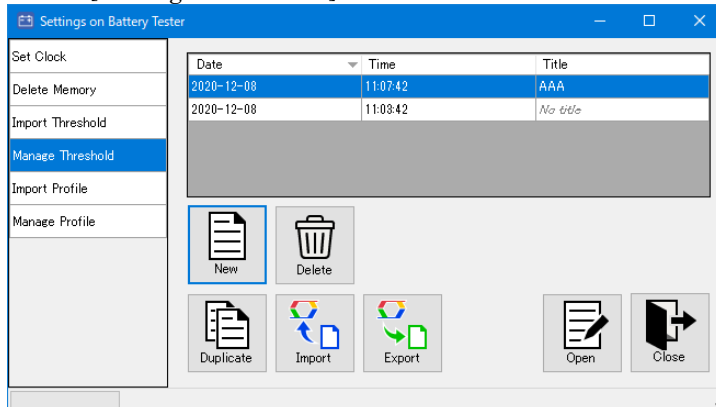 Settings on Battery Tester
Set Clock
Delete Memory
Import Threshold
Manage Threshold
Import Profile
Manage Profile
Date Time Title
2020-12-08 11:07:42 AAA
2020-12-08 11:03:42 No title
New Delete
Duplicate Import Export Open Close